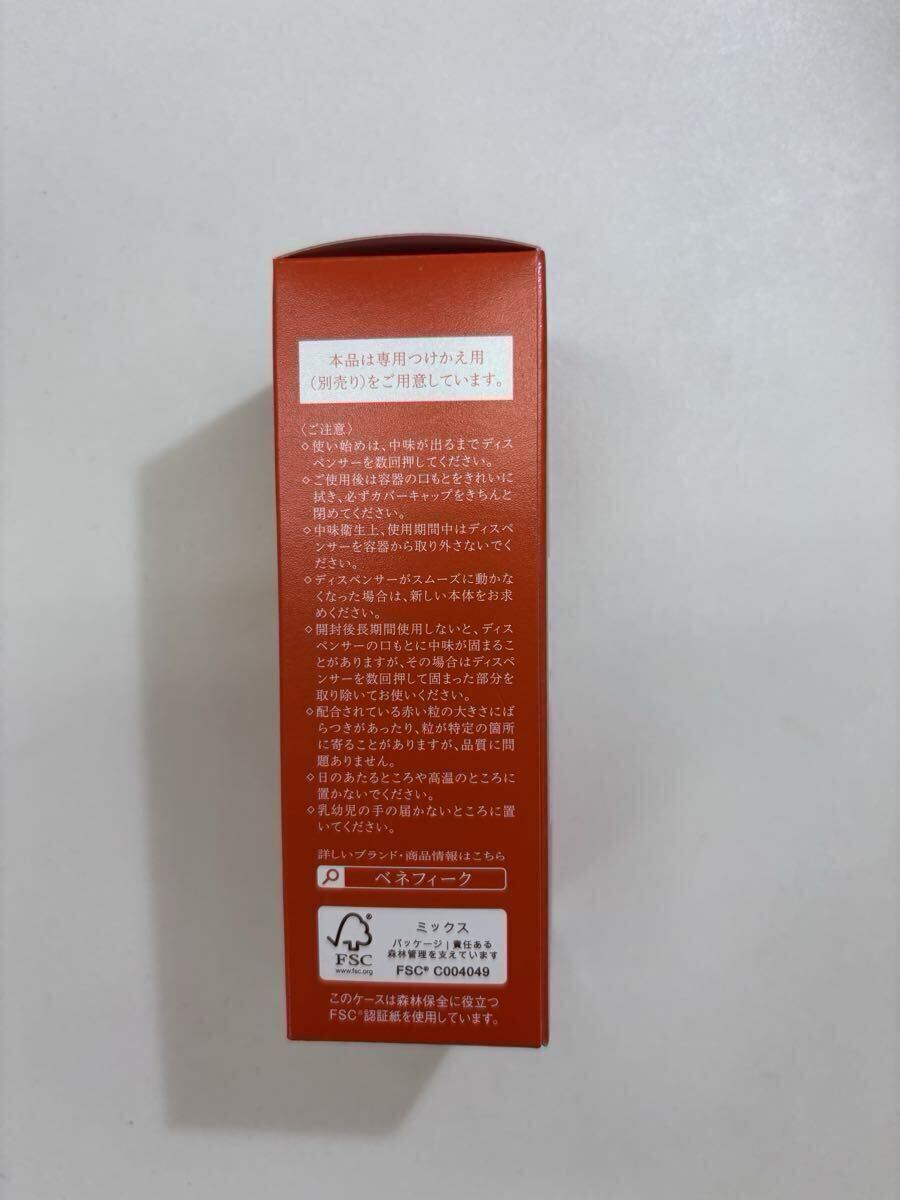 本品は専用つけかえ用
(別売り)をご用意しています。
〈ご注意〉
◇使い始めは、中味が出るまでディス
ペンサーを数回押してください。
◇ご使用後は容器の口もとをきれいに
拭き、必ずカバーキャップをきちんと
閉めてください。
◇中味衛生上、使用期間中はディスペ
ンサーを容器から取り外さないでく
ださい。
◇ディスペンサーがスムーズに動かな
くなった場合は、新しい本体をお求
めください。
◇開封後長期間使用しないと、ディス
ペンサーの口もとに中味が固まるこ
とがありますが、その場合はディスペ
ンサーを数回押して固まった部分を
取り除いてお使いください。
◇配合されている赤い粒の大きさにば
らつきがあったり、粒が特定の箇所
に寄ることがありますが、品質に問
題ありません。
◇日のあたるところや高温のところに
置かないでください。
◇乳幼児の手の届かないところに置
いてください。
詳しいブランド・商品情報はこちら
ベネフィーク
FSC®
www.fsc.org
ミックス
パッケージ|責任ある
森林管理を支えています
FSC® C004049
このケースは森林保全に役立つ
FSC®認証紙を使用しています。